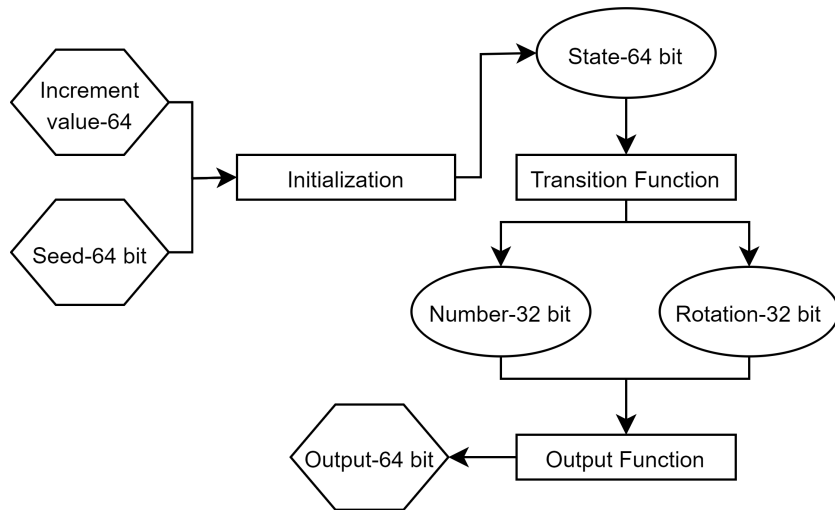 State-64 bit
Increment
value-64
Initialization
Transition Function
Seed-64 bit
Number-32 bit
Rotation-32 bit
Output-64 bit
Output Function